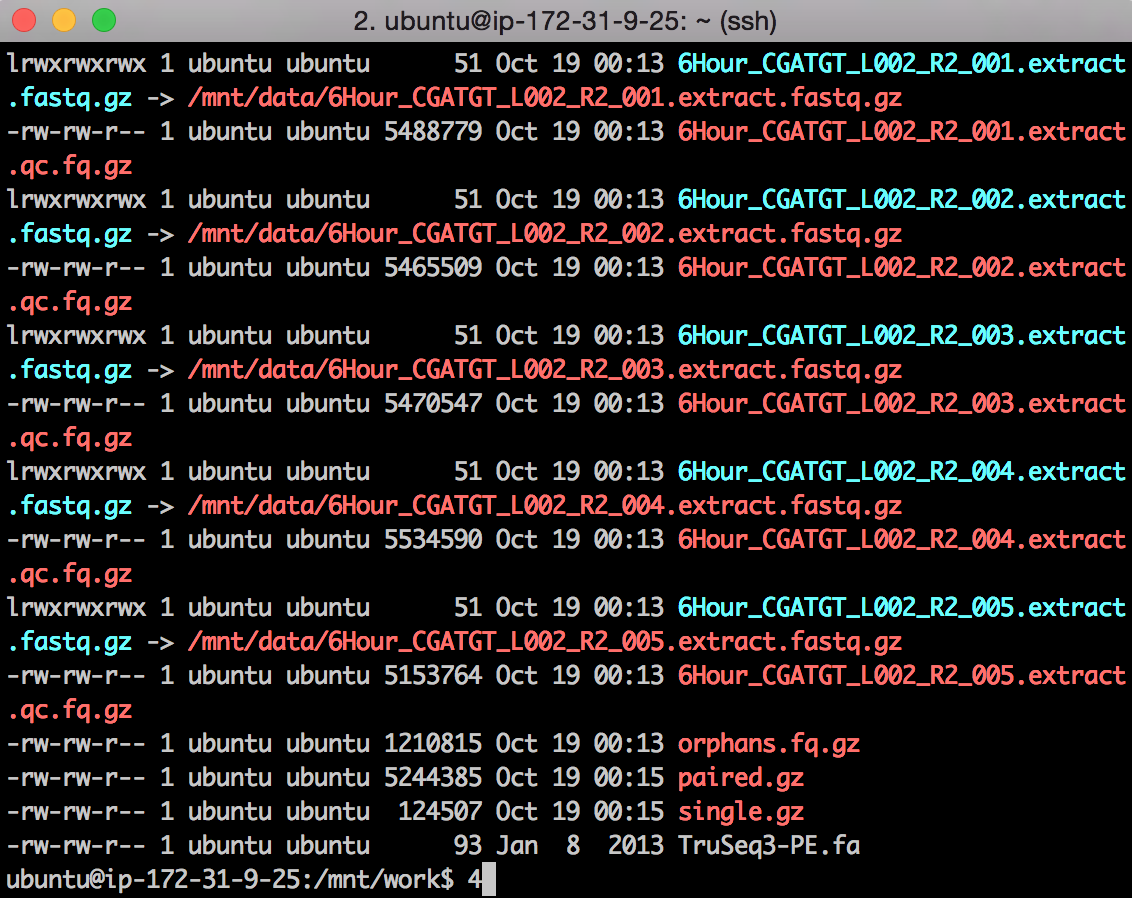 2. ubuntu@ip-172-31-9-25: ~ (ssh)
lrwxrwxrwx 1 ubuntu ubuntu      51 Oct 19 00:13 6Hour_CGATGT_L002_R2_001.extract
.fastq.gz -> /mnt/data/6Hour_CGATGT_L002_R2_001.extract.fastq.gz
-rw-rw-r-- 1 ubuntu ubuntu 5488779 Oct 19 00:13 6Hour_CGATGT_L002_R2_001.extract
.qc.fq.gz
lrwxrwxrwx 1 ubuntu ubuntu      51 Oct 19 00:13 6Hour_CGATGT_L002_R2_002.extract
.fastq.gz -> /mnt/data/6Hour_CGATGT_L002_R2_002.extract.fastq.gz
-rw-rw-r-- 1 ubuntu ubuntu 5465509 Oct 19 00:13 6Hour_CGATGT_L002_R2_002.extract
.qc.fq.gz
lrwxrwxrwx 1 ubuntu ubuntu      51 Oct 19 00:13 6Hour_CGATGT_L002_R2_003.extract
.fastq.gz -> /mnt/data/6Hour_CGATGT_L002_R2_003.extract.fastq.gz
-rw-rw-r-- 1 ubuntu ubuntu 5470547 Oct 19 00:13 6Hour_CGATGT_L002_R2_003.extract
.qc.fq.gz
lrwxrwxrwx 1 ubuntu ubuntu      51 Oct 19 00:13 6Hour_CGATGT_L002_R2_004.extract
.fastq.gz -> /mnt/data/6Hour_CGATGT_L002_R2_004.extract.fastq.gz
-rw-rw-r-- 1 ubuntu ubuntu 5534590 Oct 19 00:13 6Hour_CGATGT_L002_R2_004.extract
.qc.fq.gz
lrwxrwxrwx 1 ubuntu ubuntu      51 Oct 19 00:13 6Hour_CGATGT_L002_R2_005.extract
.fastq.gz -> /mnt/data/6Hour_CGATGT_L002_R2_005.extract.fastq.gz
-rw-rw-r-- 1 ubuntu ubuntu 5153764 Oct 19 00:13 6Hour_CGATGT_L002_R2_005.extract
.qc.fq.gz
-rw-rw-r-- 1 ubuntu ubuntu 1210815 Oct 19 00:13 orphans.fq.gz
-rw-rw-r-- 1 ubuntu ubuntu 5244385 Oct 19 00:15 paired.gz
-rw-rw-r-- 1 ubuntu ubuntu  124507 Oct 19 00:15 single.gz
-rw-rw-r-- 1 ubuntu ubuntu      93 Jan  8  2013 TruSeq3-PE.fa
ubuntu@ip-172-31-9-25:/mnt/work$ 4